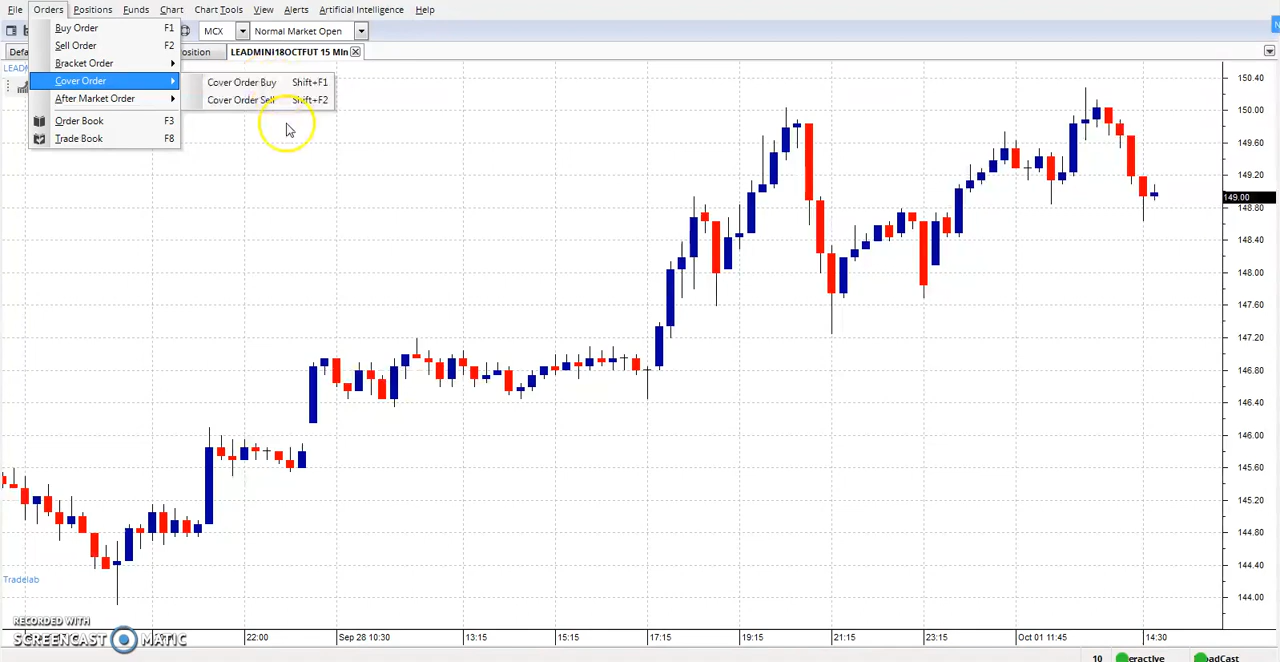 File Orders Positions Funds Chart Chart Tools View Alerts Artificial Intelligence Help
MCX Normal Market Open
osition LEADMINI18OCTFUT 15 MIn
Buy Order F1
Sell Order F2
Bracket Order
Cover Order
After Market Order
Order Book F3
Trade Book F8
Cover Order Buy Shift+F1
Cover Order Sell Shift+F2
150.40
150.00
149.60
149.20
149.00
148.80
148.40
148.00
147.60
147.20
146.80
146.40
146.00
145.60
145.20
144.80
144.40
144.00
Tradelab
22:00 Sep 28 10:30 13:15 15:15 17:15 19:15 21:15 23:15 Oct 01 11:45 14:30
RECORDED WITH
SCREENCAST MATIC
10 eractive oadCast